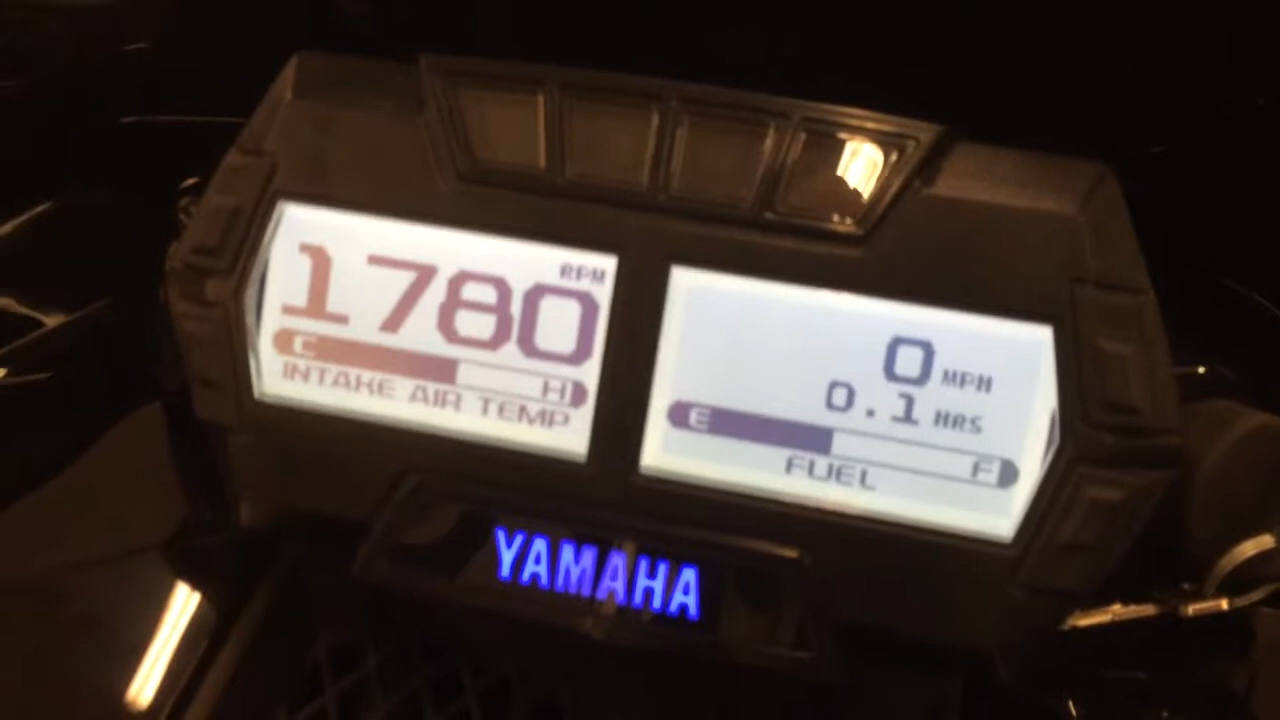 RPM
1780
C H
INTAKE AIR TEMP
0 MPH
0.1 HRS
E F
FUEL
YAMAHA